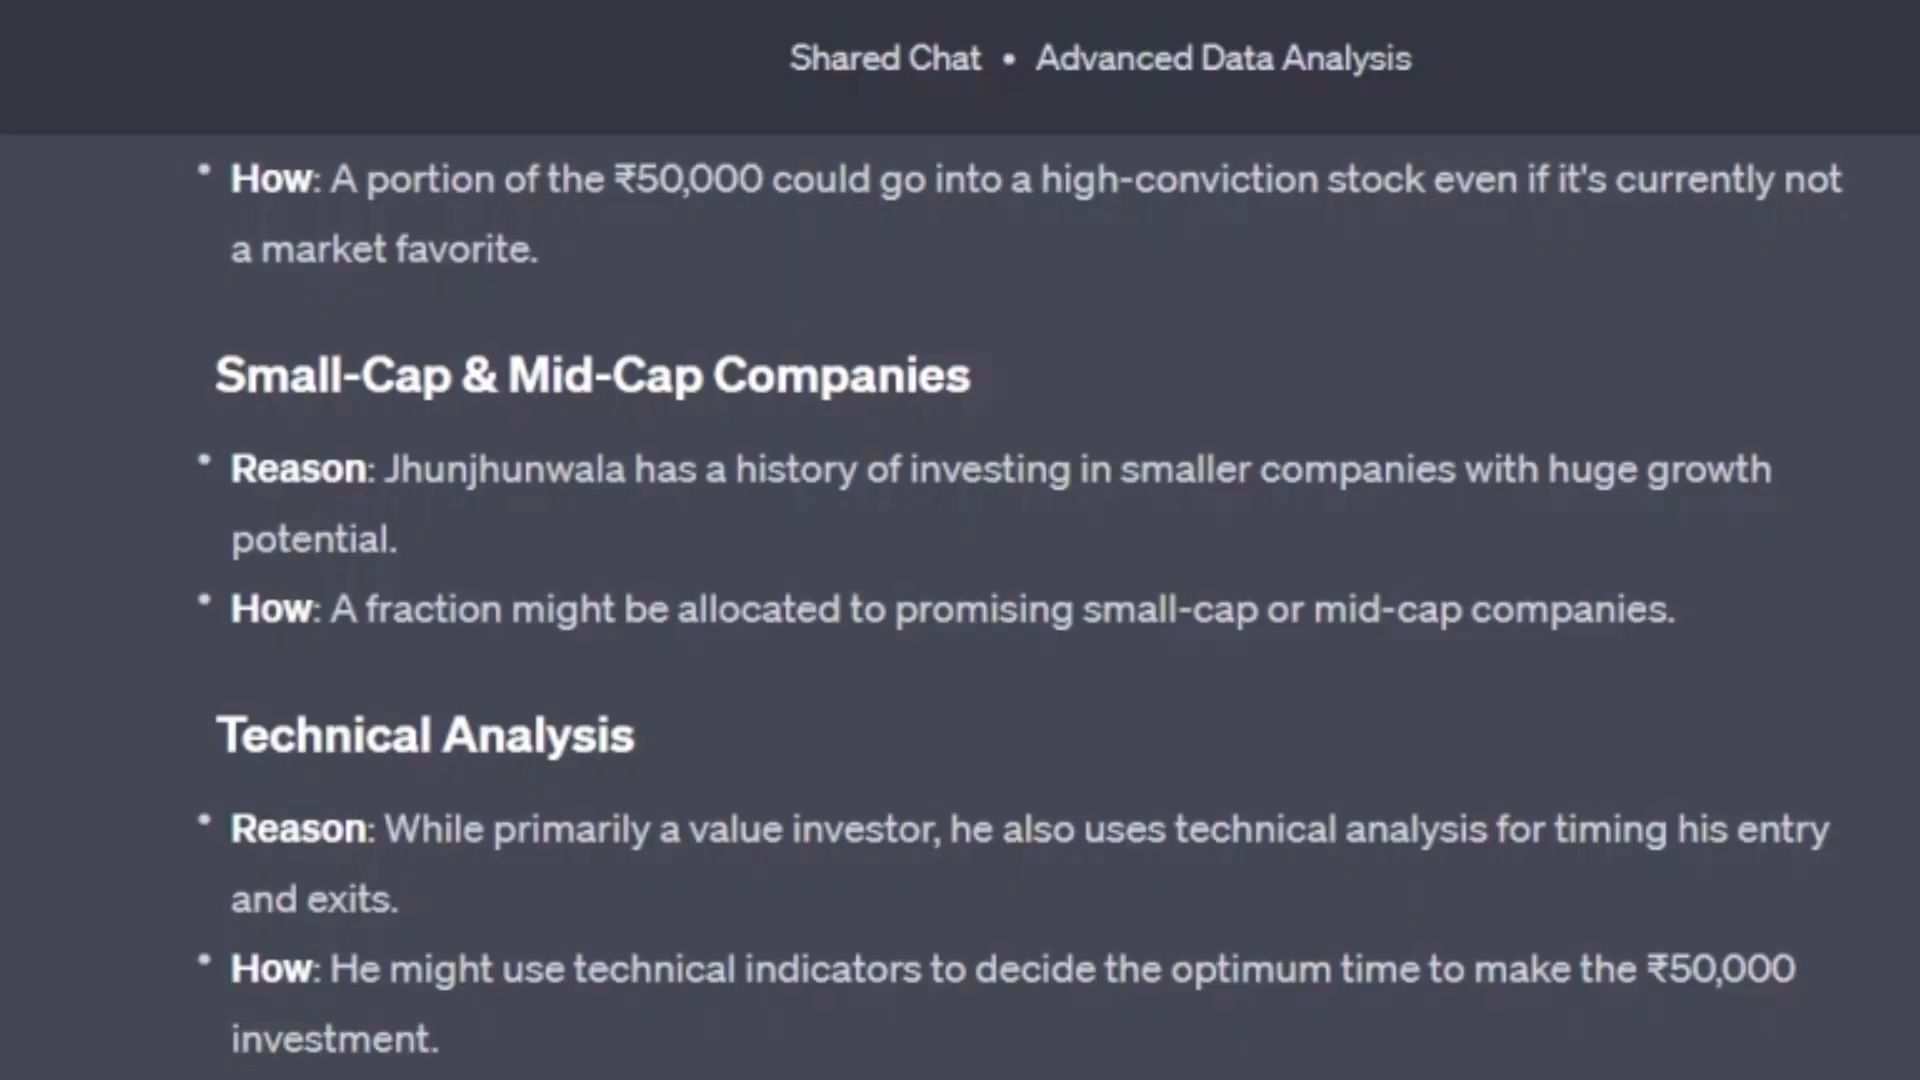 Shared Chat • Advanced Data Analysis
• How: A portion of the ₹50,000 could go into a high-conviction stock even if it's currently not
a market favorite.
Small-Cap & Mid-Cap Companies
• Reason: Jhunjhunwala has a history of investing in smaller companies with huge growth
potential.
• How: A fraction might be allocated to promising small-cap or mid-cap companies.
Technical Analysis
• Reason: While primarily a value investor, he also uses technical analysis for timing his entry
and exits.
• How: He might use technical indicators to decide the optimum time to make the ₹50,000
investment.